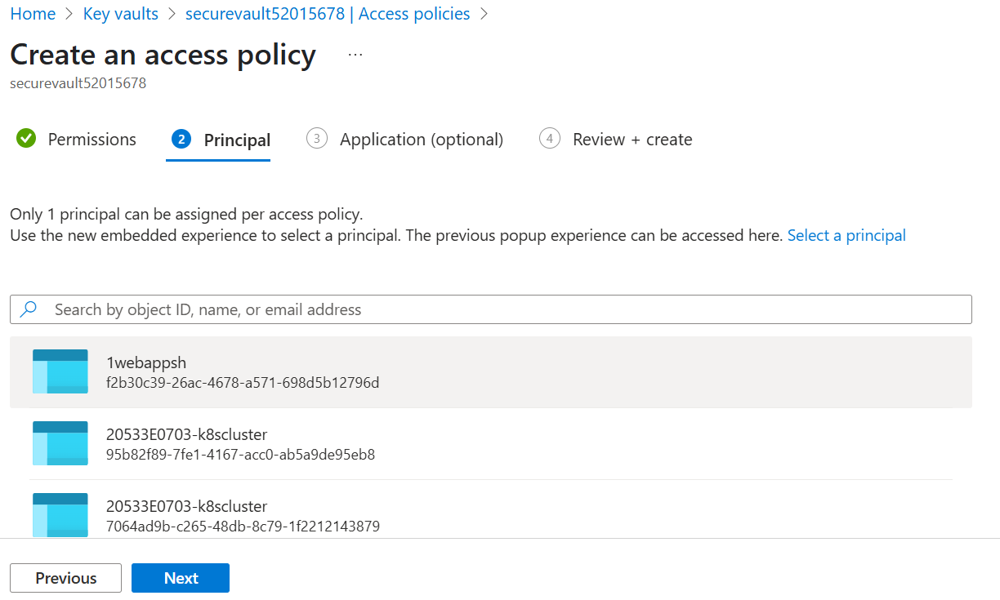 Home > Key vaults > securevault52015678 | Access policies >
Create an access policy ...
securevault52015678
Permissions 2 Principal 3 Application (optional) 4 Review + create
Only 1 principal can be assigned per access policy.
Use the new embedded experience to select a principal. The previous popup experience can be accessed here. Select a principal
Search by object ID, name, or email address
1webappsh
f2b30c39-26ac-4678-a571-698d5b12796d
20533E0703-k8scluster
95b82f89-7fe1-4167-acc0-ab5a9de95eb8
20533E0703-k8scluster
7064ad9b-c265-48db-8c79-1f2212143879
Previous Next